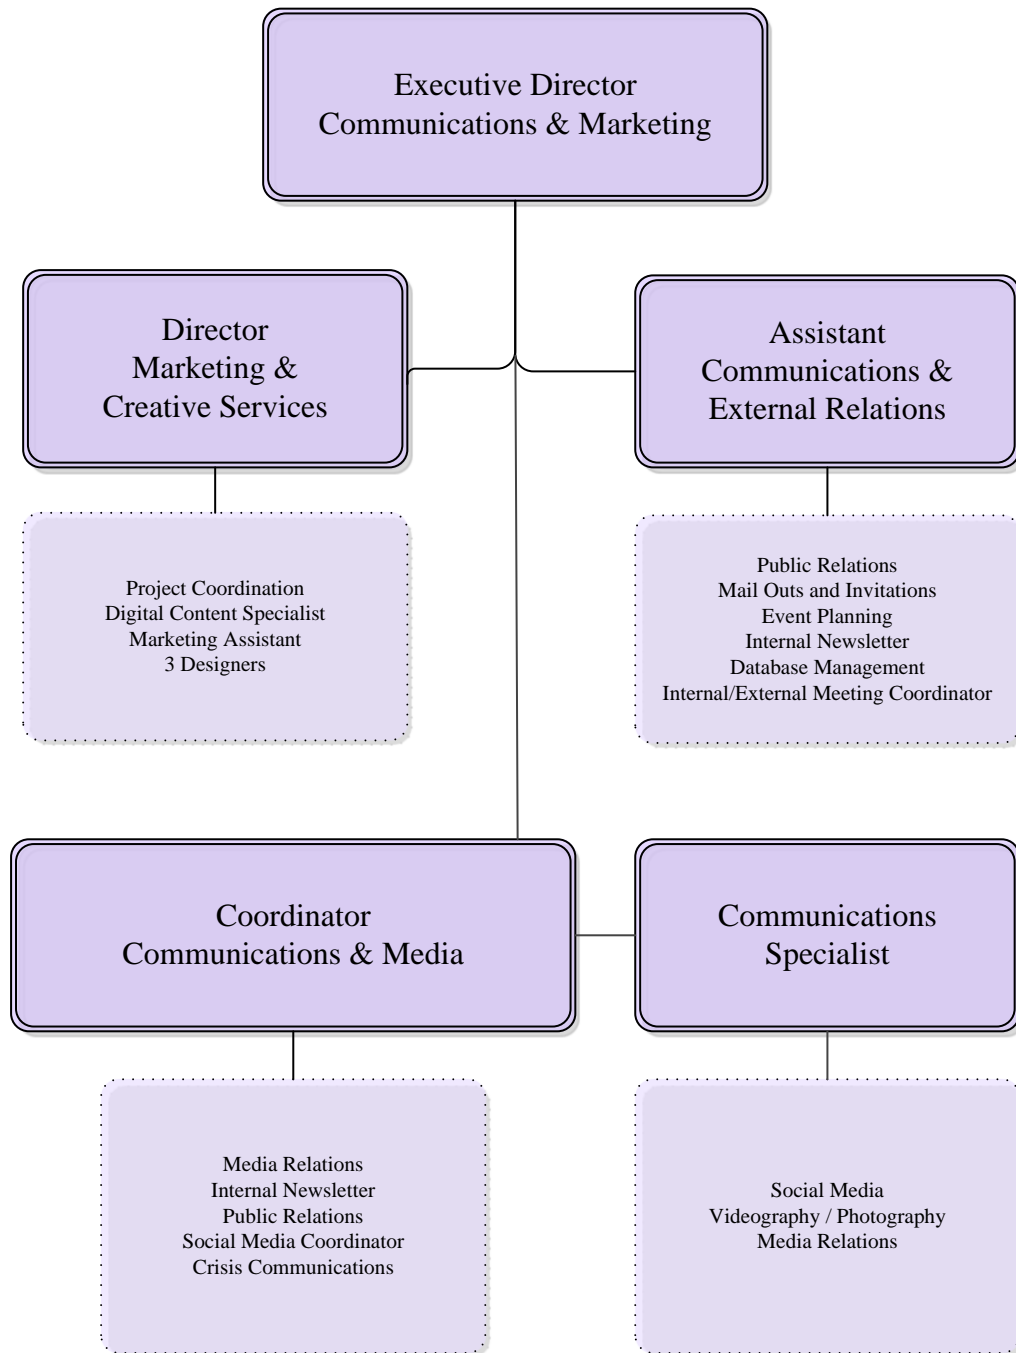 Executive Director
Communications & Marketing
Director
Marketing &
Creative Services
Assistant
Communications &
External Relations
Project Coordination
Digital Content Specialist
Marketing Assistant
3 Designers
Public Relations
Mail Outs and Invitations
Event Planning
Internal Newsletter
Database Management
Internal/External Meeting Coordinator
Coordinator
Communications & Media
Communications
Specialist
Media Relations
Internal Newsletter
Public Relations
Social Media Coordinator
Crisis Communications
Social Media
Videography / Photography
Media Relations